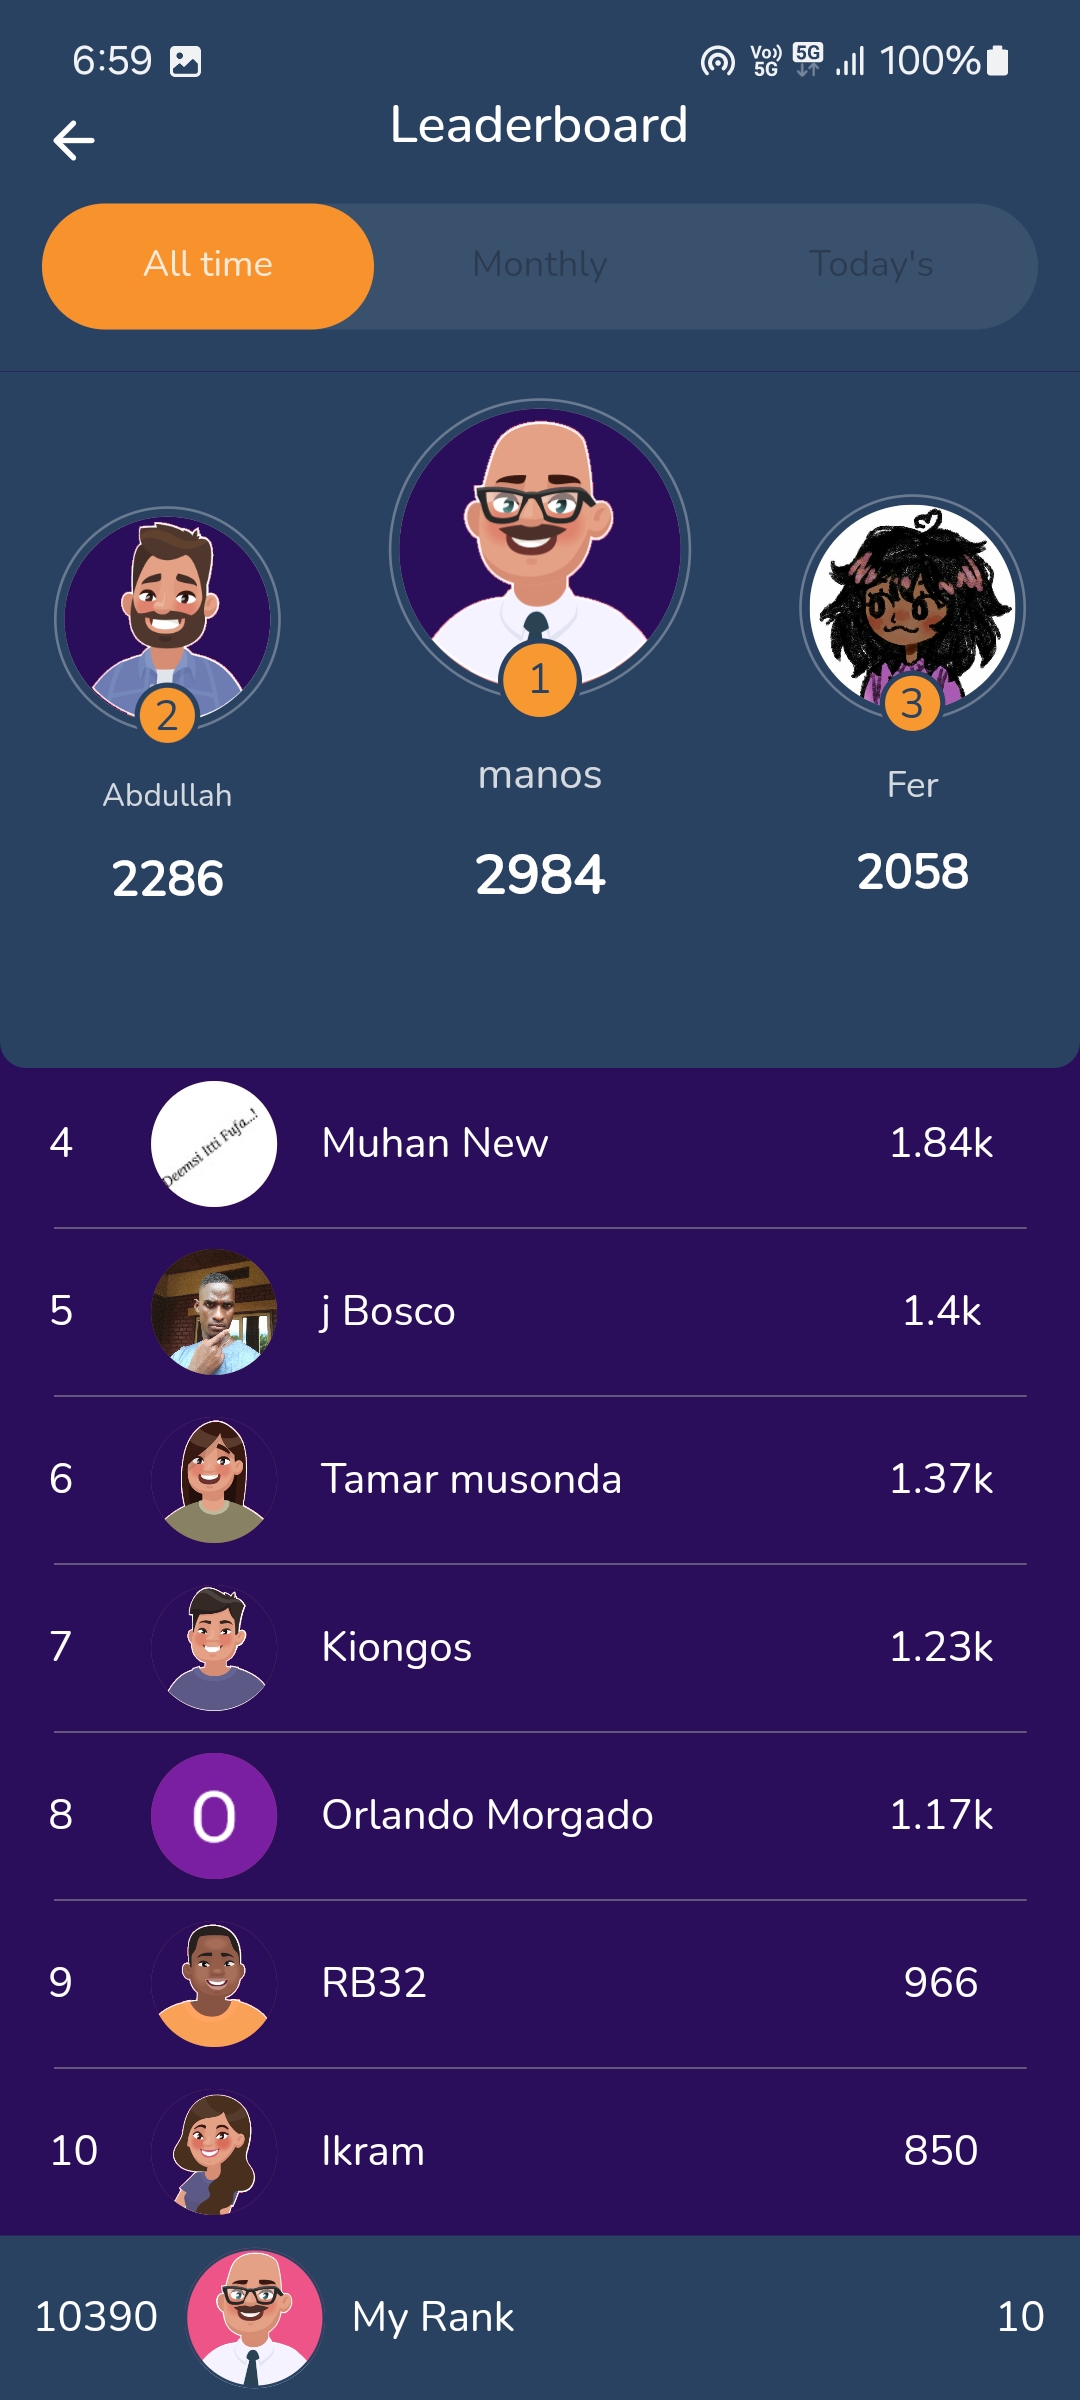 6:59 Vo)) 5G 5G 100%
Leaderboard
All time Monthly Today's
1
2
3
manos
Abdullah
Fer
2286
2984
2058
4 Deemsi Itti Fufa...! Muhan New 1.84k
5 j Bosco 1.4k
6 Tamar musonda 1.37k
7 Kiongos 1.23k
8 O Orlando Morgado 1.17k
9 RB32 966
10 Ikram 850
10390 My Rank 10